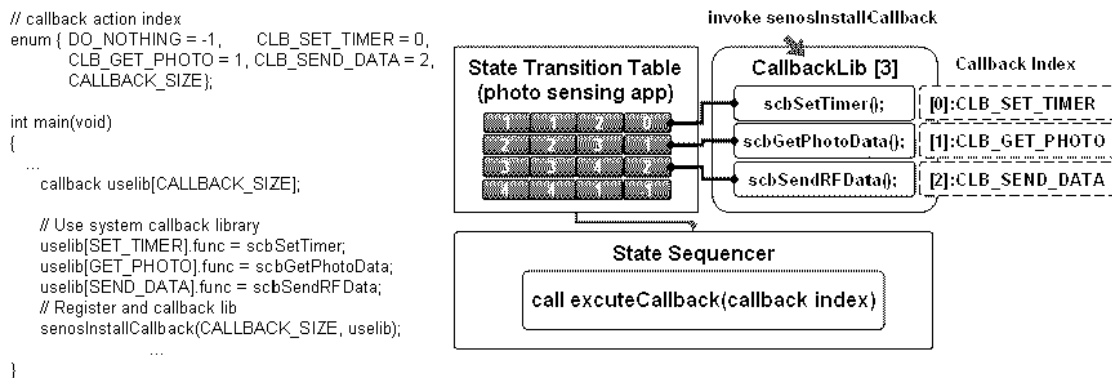 // callback action index
enum { DO_NOTHING = -1, CLB_SET_TIMER = 0,
CLB_GET_PHOTO = 1, CLB_SEND_DATA = 2,
CALLBACK_SIZE};
int main(void)
{
...
callback uselib[CALLBACK_SIZE];
// Use system callback library
uselib[SET_TIMER].func = scbSetTimer;
uselib[GET_PHOTO].func = scbGetPhotoData;
uselib[SEND_DATA].func = scbSendRFData;
// Register and callback lib
senosInstallCallback(CALLBACK_SIZE, uselib);
...
}
invoke senosInstallCallback
State Transition Table
(photo sensing app)
1 1 2 0
2 2 3 1
3 3 4 2
4 4 1 -1
CallbackLib [3]
scbSetTimer();
scbGetPhotoData();
scbSendRFData();
Callback Index
[0]:CLB_SET_TIMER
[1]:CLB_GET_PHOTO
[2]:CLB_SEND_DATA
State Sequencer
call excuteCallback(callback index)